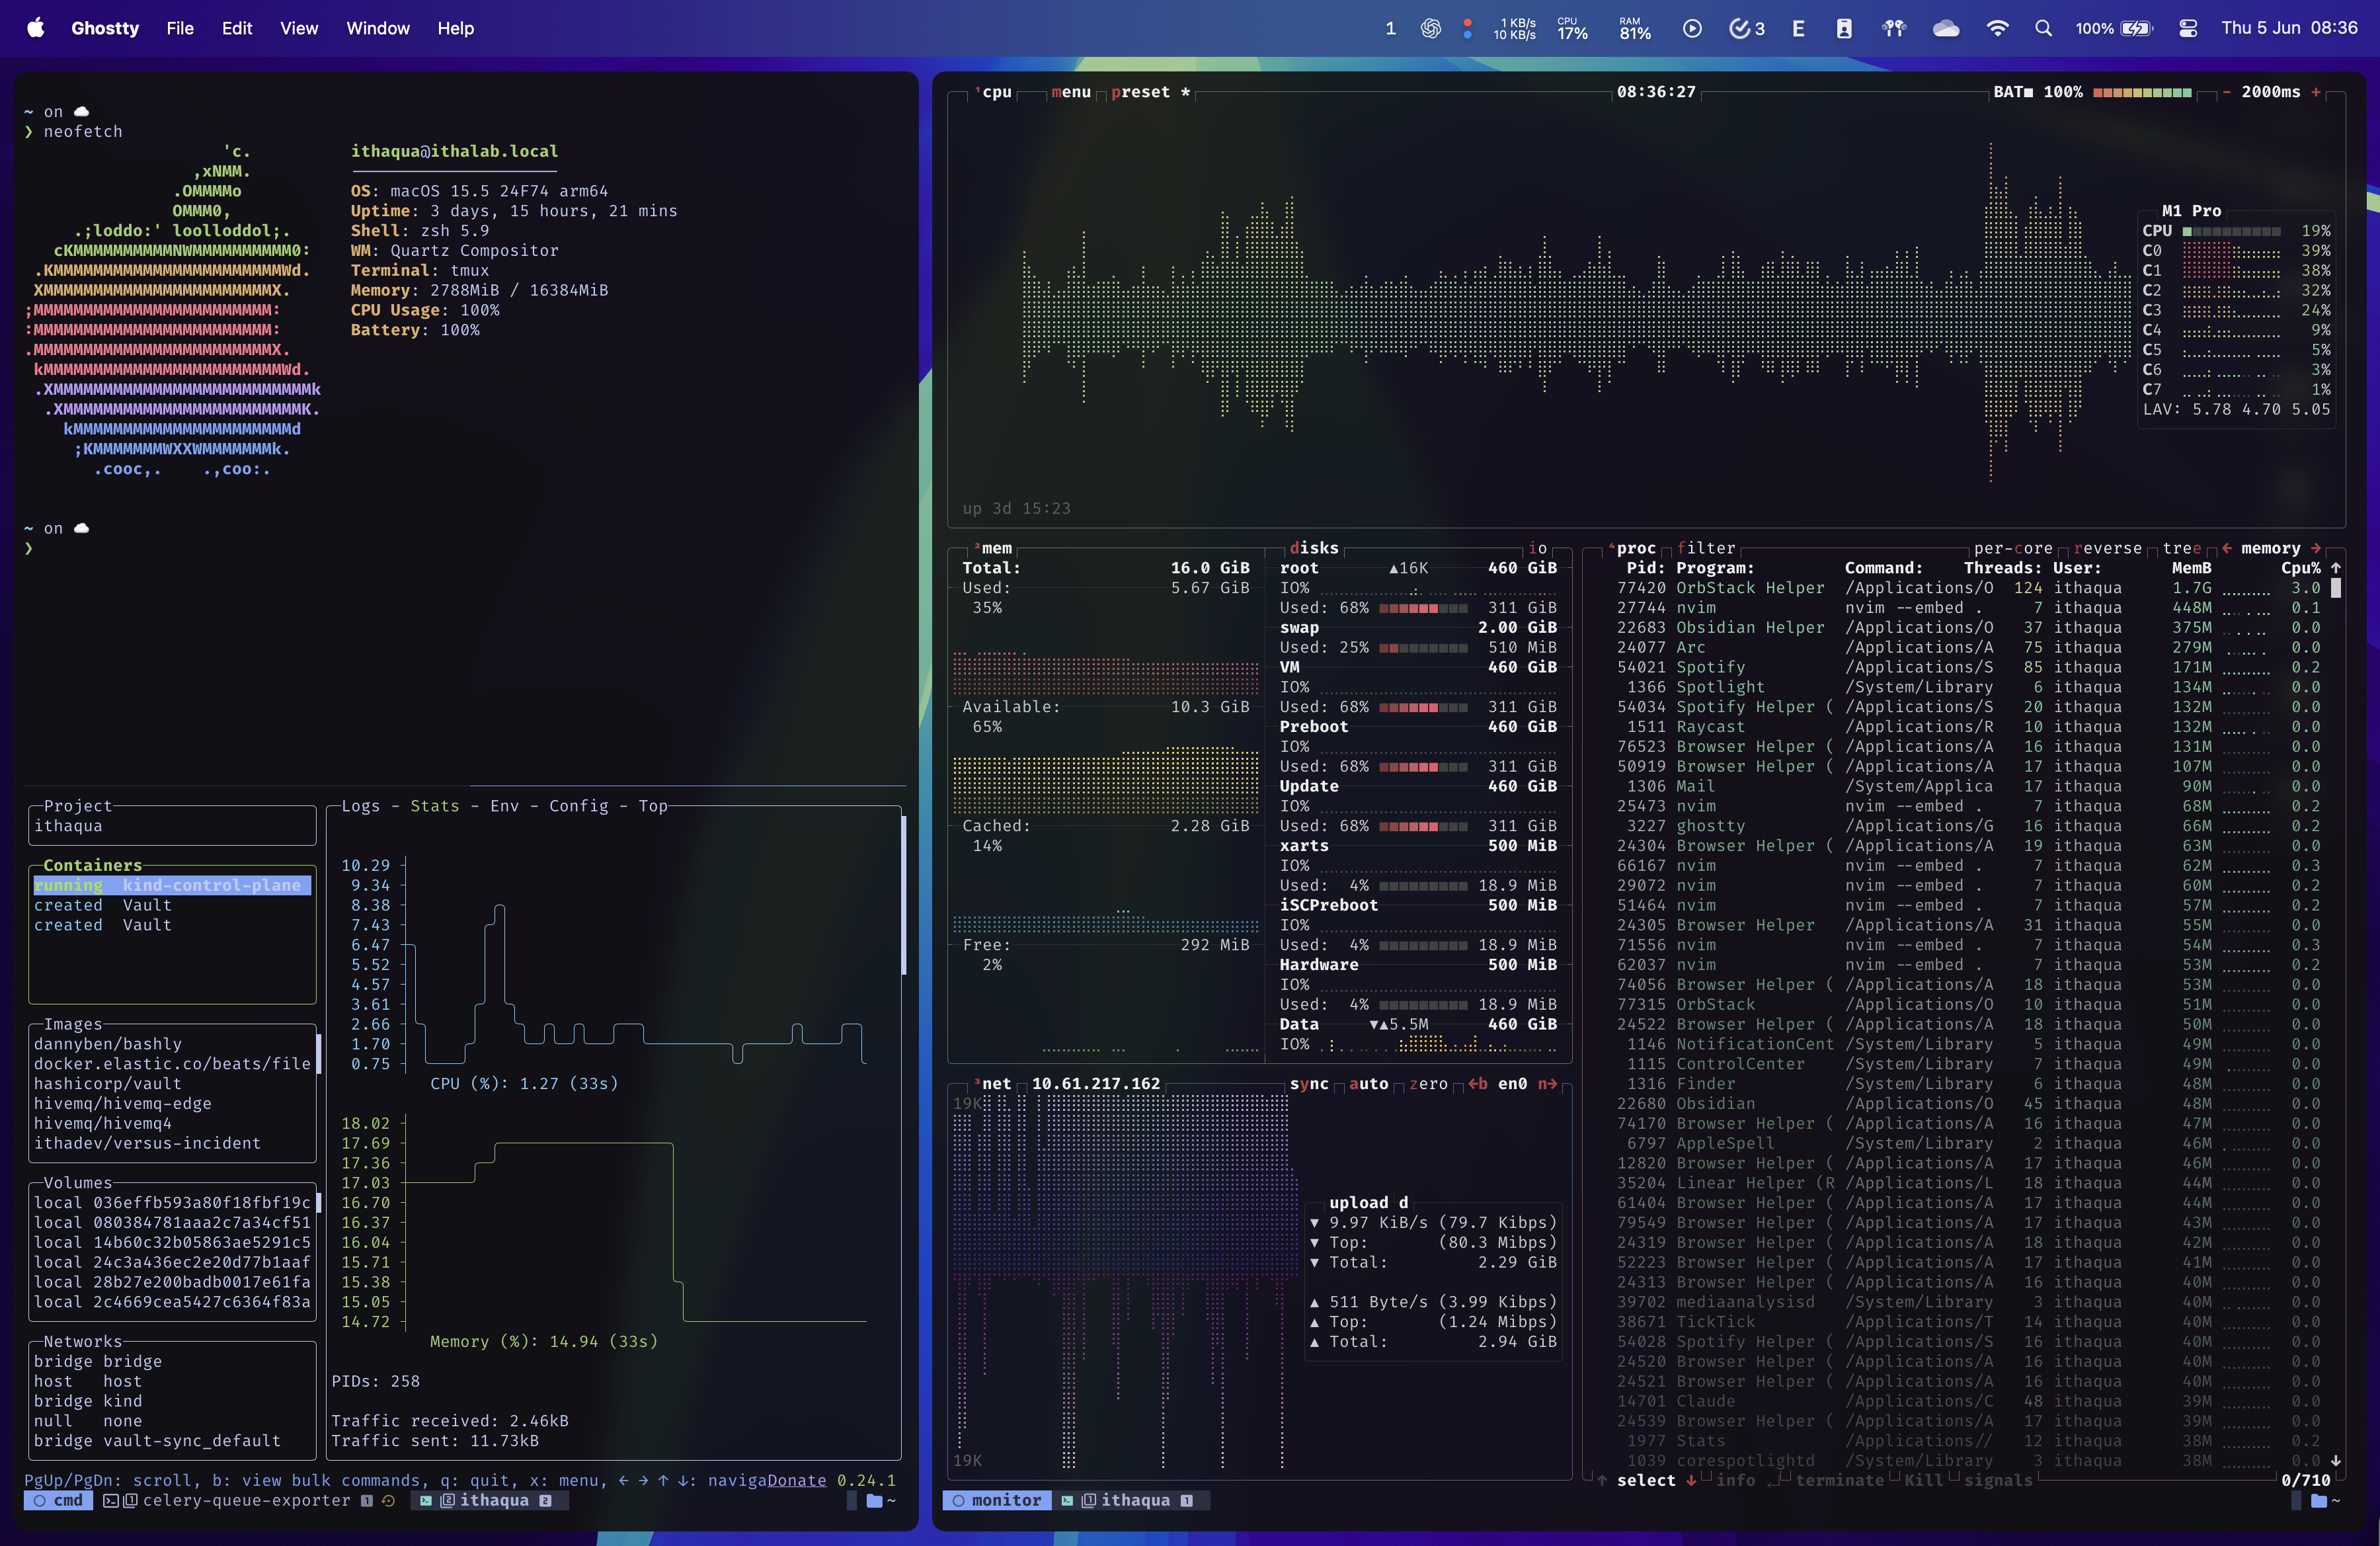 Ghostty File Edit View Window Help
1 1 KB/s 10 KB/s CPU 17% RAM 81% 3 E 100% Thu 5 Jun 08:36
~ on
❯ neofetch
'c.
,xNMM.
.OMMMMo
OMMM0,
.;loddo:' loolloddol;.
cKMMMMMMMMMMNWMMMMMMMMMM0:
.KMMMMMMMMMMMMMMMMMMMMMMMWd.
XMMMMMMMMMMMMMMMMMMMMMMMX.
;MMMMMMMMMMMMMMMMMMMMMMMM:
:MMMMMMMMMMMMMMMMMMMMMMMM:
.MMMMMMMMMMMMMMMMMMMMMMMMX.
kMMMMMMMMMMMMMMMMMMMMMMMMWd.
.XMMMMMMMMMMMMMMMMMMMMMMMMMMk
.XMMMMMMMMMMMMMMMMMMMMMMMMK.
kMMMMMMMMMMMMMMMMMMMMMMd
;KMMMMMMMWXXWMMMMMMMk.
.cooc,. .,coo:.
ithaqua@ithalab.local
OS: macOS 15.5 24F74 arm64
Uptime: 3 days, 15 hours, 21 mins
Shell: zsh 5.9
WM: Quartz Compositor
Terminal: tmux
Memory: 2788MiB / 16384MiB
CPU Usage: 100%
Battery: 100%
~ on
❯
Project
ithaqua
Containers
running kind-control-plane
created Vault
created Vault
Images
dannyben/bashly
docker.elastic.co/beats/file
hashicorp/vault
hivemq/hivemq-edge
hivemq/hivemq4
ithadev/versus-incident
Volumes
local 036effb593a80f18fbf19c
local 080384781aaa2c7a34cf51
local 14b60c32b05863ae5291c5
local 24c3a436ec2e20d77b1aaf
local 28b27e200badb0017e61fa
local 2c4669cea5427c6364f83a
Networks
bridge bridge
host host
bridge kind
null none
bridge vault-sync_default
Logs - Stats - Env - Config - Top
10.29
9.34
8.38
7.43
6.47
5.52
4.57
3.61
2.66
1.70
0.75
CPU (%): 1.27 (33s)
18.02
17.69
17.36
17.03
16.70
16.37
16.04
15.71
15.38
15.05
14.72
Memory (%): 14.94 (33s)
PIDs: 258
Traffic received: 2.46kB
Traffic sent: 11.73kB
PgUp/PgDn: scroll, b: view bulk commands, q: quit, x: menu, ← → ↑ ↓: navigaDonate 0.24.1
cmd 1 celery-queue-exporter 1 2 ithaqua 2 ~
¹cpu menu preset * 08:36:27 BAT■ 100% - 2000ms +
M1 Pro
CPU 19%
C0 39%
C1 38%
C2 32%
C3 24%
C4 9%
C5 5%
C6 3%
C7 1%
LAV: 5.78 4.70 5.05
up 3d 15:23
²mem
Total: 16.0 GiB
Used: 5.67 GiB
35%
Available: 10.3 GiB
65%
Cached: 2.28 GiB
14%
Free: 292 MiB
2%
disks io
root ▲16K 460 GiB
IO%
Used: 68% 311 GiB
swap 2.00 GiB
Used: 25% 510 MiB
VM 460 GiB
IO%
Used: 68% 311 GiB
Preboot 460 GiB
IO%
Used: 68% 311 GiB
Update 460 GiB
IO%
Used: 68% 311 GiB
xarts 500 MiB
IO%
Used: 4% 18.9 MiB
iSCPreboot 500 MiB
IO%
Used: 4% 18.9 MiB
Hardware 500 MiB
IO%
Used: 4% 18.9 MiB
Data ▼▲5.5M 460 GiB
IO%
³net 10.61.217.162 sync auto zero ←b en0 n→
19K
upload d
▼ 9.97 KiB/s (79.7 Kibps)
▼ Top: (80.3 Mibps)
▼ Total: 2.29 GiB
▲ 511 Byte/s (3.99 Kibps)
▲ Top: (1.24 Mibps)
▲ Total: 2.94 GiB
19K
⁴proc filter per-core reverse tree ← memory →
Pid: Program: Command: Threads: User: MemB Cpu% ↑
77420 OrbStack Helper /Applications/O 124 ithaqua 1.7G 3.0
27744 nvim nvim --embed . 7 ithaqua 448M 0.1
22683 Obsidian Helper /Applications/O 37 ithaqua 375M 0.0
24077 Arc /Applications/A 75 ithaqua 279M 0.0
54021 Spotify /Applications/S 85 ithaqua 171M 0.2
1366 Spotlight /System/Library 6 ithaqua 134M 0.0
54034 Spotify Helper ( /Applications/S 20 ithaqua 132M 0.0
1511 Raycast /Applications/R 10 ithaqua 132M 0.0
76523 Browser Helper ( /Applications/A 16 ithaqua 131M 0.0
50919 Browser Helper ( /Applications/A 17 ithaqua 107M 0.0
1306 Mail /System/Applica 17 ithaqua 90M 0.0
25473 nvim nvim --embed . 7 ithaqua 68M 0.2
3227 ghostty /Applications/G 16 ithaqua 66M 0.2
24304 Browser Helper ( /Applications/A 19 ithaqua 63M 0.0
66167 nvim nvim --embed . 7 ithaqua 62M 0.3
29072 nvim nvim --embed . 7 ithaqua 60M 0.2
51464 nvim nvim --embed . 7 ithaqua 57M 0.2
24305 Browser Helper /Applications/A 31 ithaqua 55M 0.0
71556 nvim nvim --embed . 7 ithaqua 54M 0.3
62037 nvim nvim --embed . 7 ithaqua 53M 0.2
74056 Browser Helper ( /Applications/A 18 ithaqua 53M 0.0
77315 OrbStack /Applications/O 10 ithaqua 51M 0.0
24522 Browser Helper ( /Applications/A 18 ithaqua 50M 0.0
1146 NotificationCent /System/Library 5 ithaqua 49M 0.0
1115 ControlCenter /System/Library 7 ithaqua 49M 0.0
1316 Finder /System/Library 6 ithaqua 48M 0.0
22680 Obsidian /Applications/O 45 ithaqua 48M 0.0
74170 Browser Helper ( /Applications/A 16 ithaqua 47M 0.0
6797 AppleSpell /System/Library 2 ithaqua 46M 0.0
12820 Browser Helper ( /Applications/A 17 ithaqua 46M 0.0
35204 Linear Helper (R /Applications/L 18 ithaqua 44M 0.0
61404 Browser Helper ( /Applications/A 17 ithaqua 44M 0.0
79549 Browser Helper ( /Applications/A 17 ithaqua 43M 0.0
24319 Browser Helper ( /Applications/A 18 ithaqua 42M 0.0
52223 Browser Helper ( /Applications/A 17 ithaqua 41M 0.0
24313 Browser Helper ( /Applications/A 16 ithaqua 40M 0.0
39702 mediaanalysisd /System/Library 3 ithaqua 40M 0.0
38671 TickTick /Applications/T 14 ithaqua 40M 0.0
54028 Spotify Helper ( /Applications/S 16 ithaqua 40M 0.0
24520 Browser Helper ( /Applications/A 16 ithaqua 40M 0.0
24521 Browser Helper ( /Applications/A 16 ithaqua 40M 0.0
14701 Claude /Applications/C 48 ithaqua 39M 0.0
24539 Browser Helper ( /Applications/A 17 ithaqua 39M 0.0
1977 Stats /Applications// 12 ithaqua 38M 0.2
1039 corespotlightd /System/Library 3 ithaqua 38M 0.0 ↓
↑ select ↓ info ↵ terminate Kill signals 0/710
monitor 1 ithaqua 1 ~